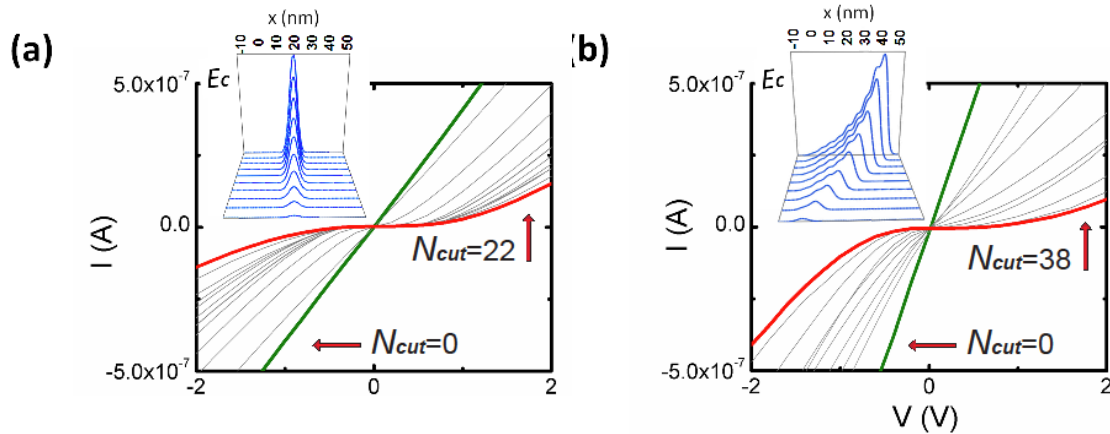 (a)
x (nm)
-10 0 10 20 30 40 50
Ec
5.0x10⁻⁷
0.0
-5.0x10⁻⁷
I (A)
Ncut=22
Ncut=0
-2 0 2
(b)
x (nm)
-10 0 10 20 30 40 50
Ec
5.0x10⁻⁷
0.0
-5.0x10⁻⁷
I (A)
Ncut=38
Ncut=0
-2 0 2
V (V)